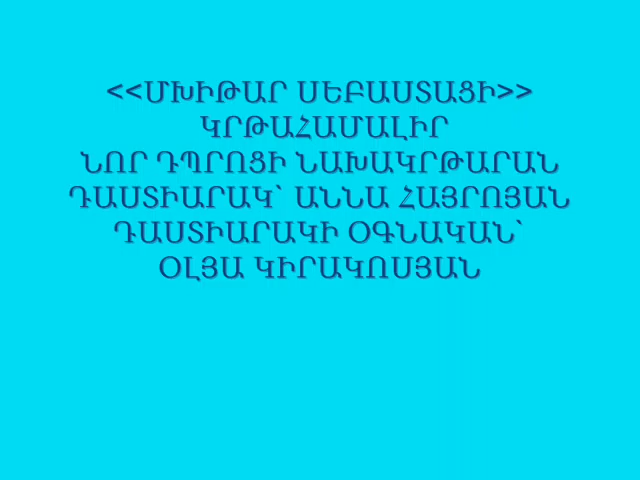 <<ՄԽԻԹԱՐ ՍԵԲԱՍՏԱՑԻ>>
ԿՐԹԱՀԱՄԱԼԻՐ
ՆՈՐ ԴՊՐՈՑԻ ՆԱԽԱԿՐԹԱՐԱՆ
ԴԱՍՏԻԱՐԱԿ՝ ԱՆՆԱ ՀԱՅՐՈՅԱՆ
ԴԱՍՏԻԱՐԱԿԻ ՕԳՆԱԿԱՆ՝
ՕԼՅԱ ԿԻՐԱԿՈՍՅԱՆ